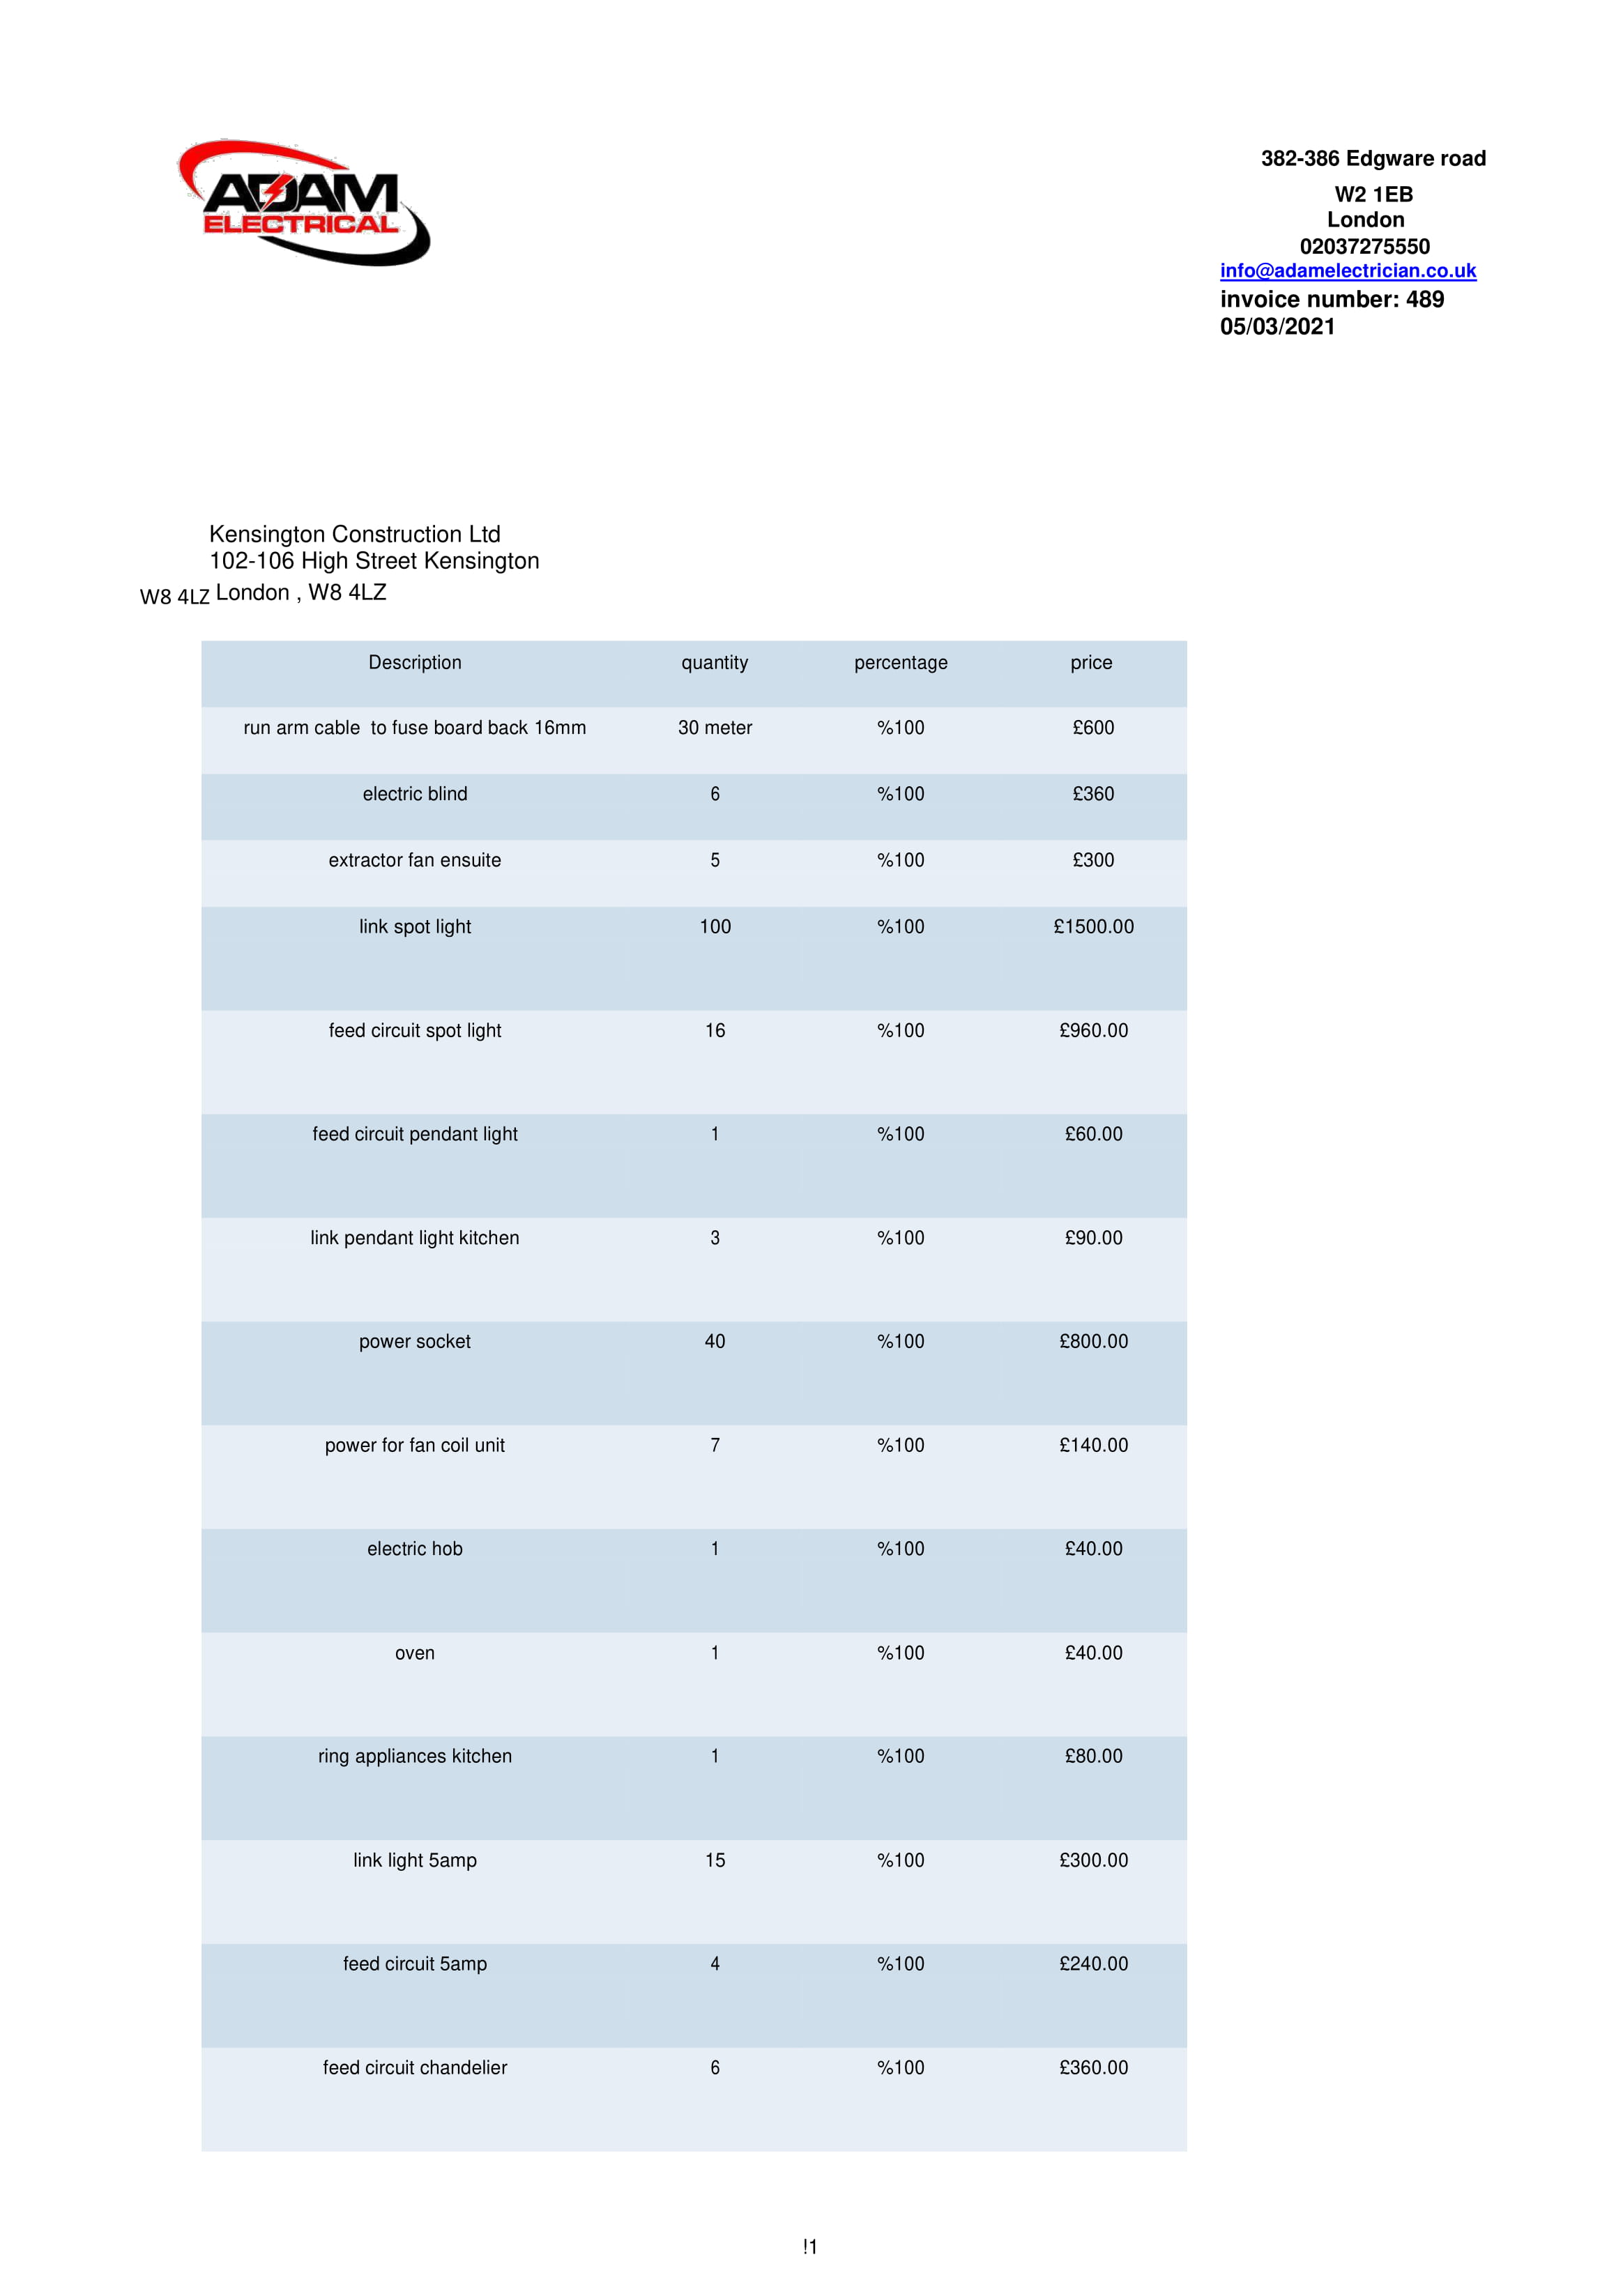 ADAM
ELECTRICAL
382-386 Edgware road
W2 1EB
London
02037275550
info@adamelectrician.co.uk
invoice number: 489
05/03/2021
Kensington Construction Ltd
102-106 High Street Kensington
W8 4LZ London , W8 4LZ
Description quantity percentage price
run arm cable to fuse board back 16mm 30 meter %100 £600
electric blind 6 %100 £360
extractor fan ensuite 5 %100 £300
link spot light 100 %100 £1500.00
feed circuit spot light 16 %100 £960.00
feed circuit pendant light 1 %100 £60.00
link pendant light kitchen 3 %100 £90.00
power socket 40 %100 £800.00
power for fan coil unit 7 %100 £140.00
electric hob 1 %100 £40.00
oven 1 %100 £40.00
ring appliances kitchen 1 %100 £80.00
link light 5amp 15 %100 £300.00
feed circuit 5amp 4 %100 £240.00
feed circuit chandelier 6 %100 £360.00
!1